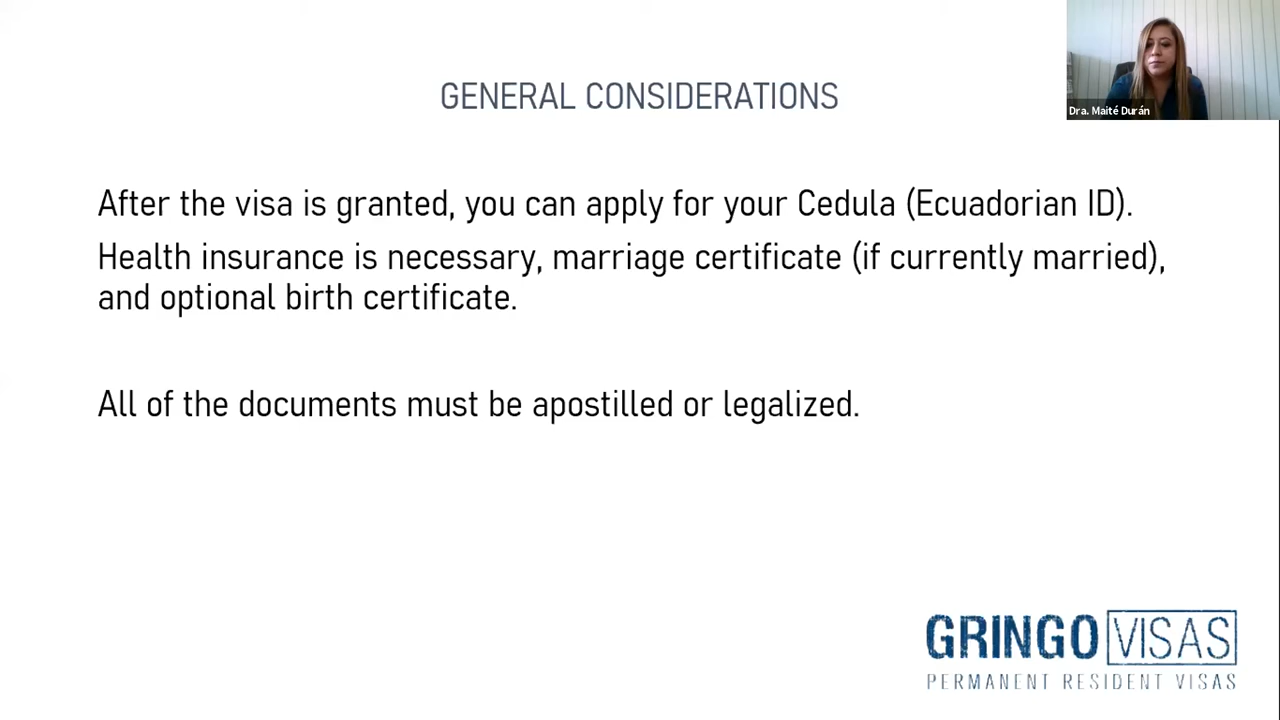 Dra. Maité Durán
GENERAL CONSIDERATIONS
After the visa is granted, you can apply for your Cedula (Ecuadorian ID).
Health insurance is necessary, marriage certificate (if currently married),
and optional birth certificate.
All of the documents must be apostilled or legalized.
GRINGO VISAS
PERMANENT RESIDENT VISAS